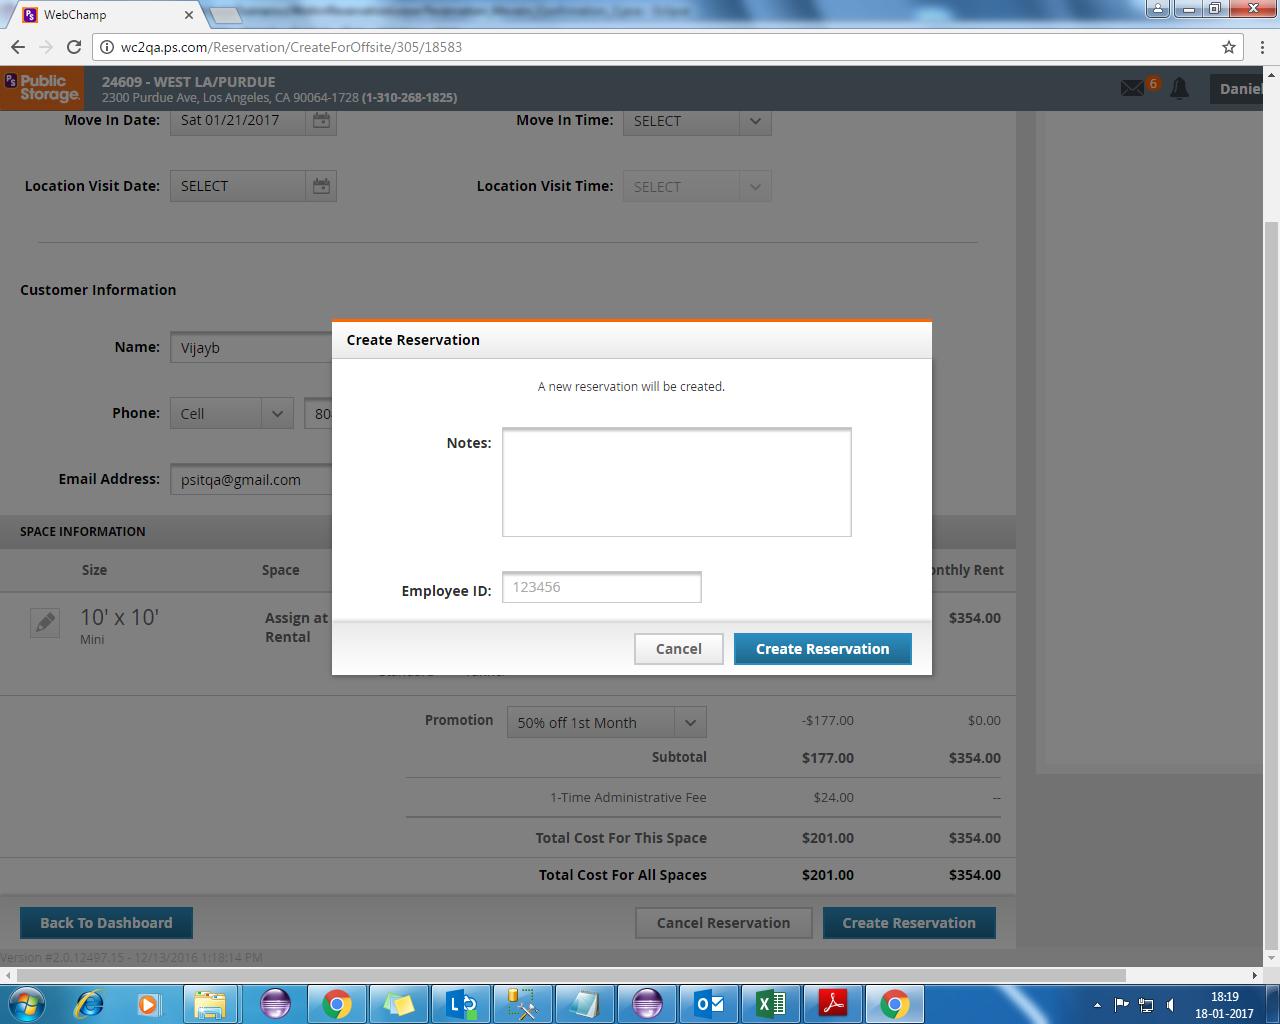 WebChamp
wc2qa.ps.com/Reservation/CreateForOffsite/305/18583
Public Storage
24609 - WEST LA/PURDUE
2300 Purdue Ave, Los Angeles, CA 90064-1728 (1-310-268-1825)
6
Daniel
Move In Date: Sat 01/21/2017 Move In Time: SELECT
Location Visit Date: SELECT Location Visit Time: SELECT
Customer Information
Name: Vijayb
Phone: Cell 80
Email Address: psitqa@gmail.com
Create Reservation
A new reservation will be created.
Notes:
Employee ID: 123456
Cancel Create Reservation
SPACE INFORMATION
Size Space onthly Rent
10' x 10' Assign at $354.00
Mini Rental
Promotion 50% off 1st Month -$177.00 $0.00
Subtotal $177.00 $354.00
1-Time Administrative Fee $24.00 --
Total Cost For This Space $201.00 $354.00
Total Cost For All Spaces $201.00 $354.00
Back To Dashboard Cancel Reservation Create Reservation
Version #2.0.12497.15 - 12/13/2016 1:18:14 PM
18:19
18-01-2017